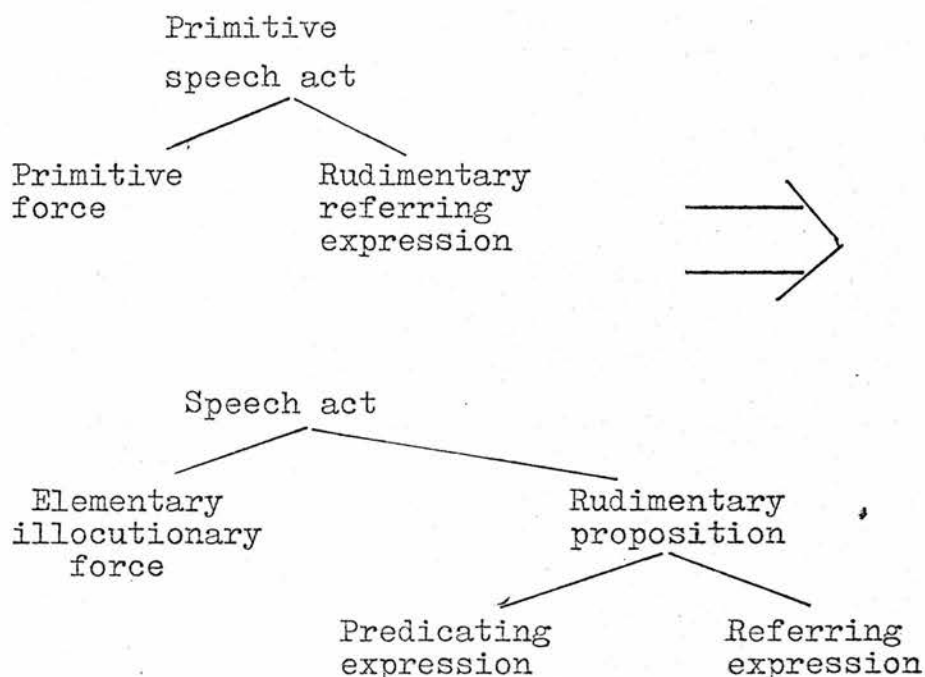 Primitive
speech act
Primitive
force
Rudimentary
referring
expression
Speech act
Elementary
illocutionary
force
Rudimentary
proposition
Predicating
expression
Referring
expression